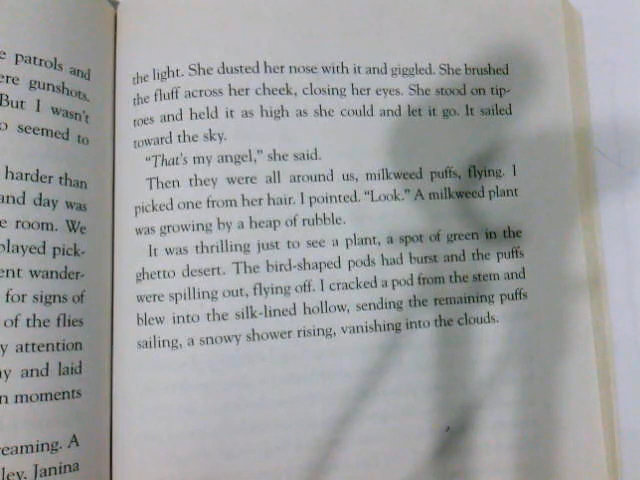 e patrols and
ere gunshots.
But I wasn't
o seemed to
harder than
and day was
e room. We
played pick-
ent wander-
for signs of
of the flies
y attention
ay and laid
n moments
eaming. A
ley. Janina
the light. She dusted her nose with it and giggled. She brushed
the fluff across her cheek, closing her eyes. She stood on tip-
toes and held it as high as she could and let it go. It sailed
toward the sky.
"That's my angel," she said.
Then they were all around us, milkweed puffs, flying. I
picked one from her hair. I pointed. "Look." A milkweed plant
was growing by a heap of rubble.
It was thrilling just to see a plant, a spot of green in the
ghetto desert. The bird-shaped pods had burst and the puffs
were spilling out, flying off. I cracked a pod from the stem and
blew into the silk-lined hollow, sending the remaining puffs
sailing, a snowy shower rising, vanishing into the clouds.